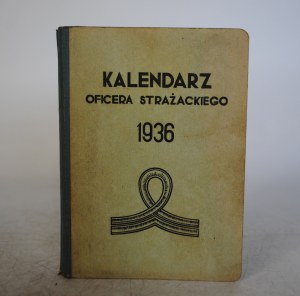 KALENDARZ
OFICERA STRAŻACKIEGO
1936